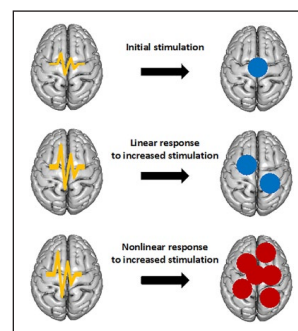 Initial stimulation
Linear response
to increased stimulation
Nonlinear response
to increased stimulation